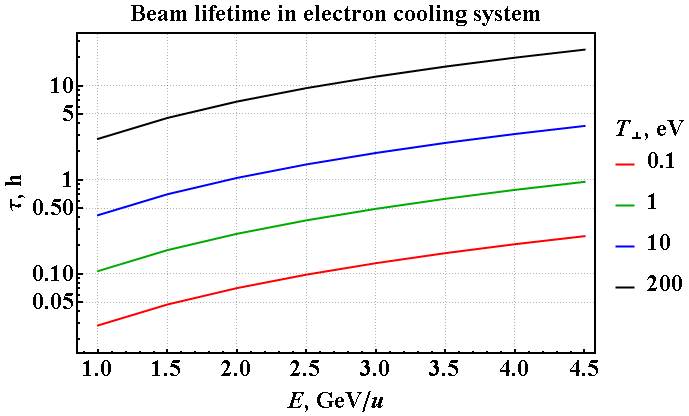 Beam lifetime in electron cooling system
τ, h
10
5
1
0.50
0.10
0.05
1.0 1.5 2.0 2.5 3.0 3.5 4.0 4.5
E, GeV/u
T⊥, eV
0.1
1
10
200